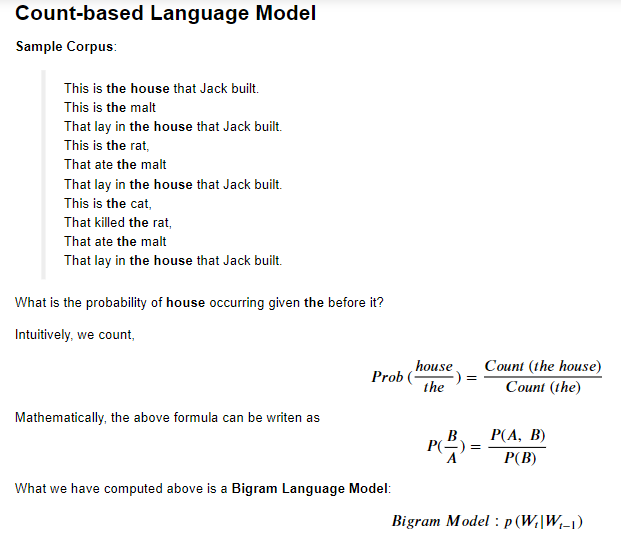 Count-based Language Model
Sample Corpus:
This is the house that Jack built.
This is the malt
That lay in the house that Jack built.
This is the rat,
That ate the malt
That lay in the house that Jack built.
This is the cat,
That killed the rat,
That ate the malt
That lay in the house that Jack built.
What is the probability of house occurring given the before it?
Intuitively, we count,
Prob (house/the) = Count (the house)/Count (the)
Mathematically, the above formula can be writen as
P(B/A) = P(A, B)/P(B)
What we have computed above is a Bigram Language Model:
Bigram Model : p (W_t|W_{t-1})